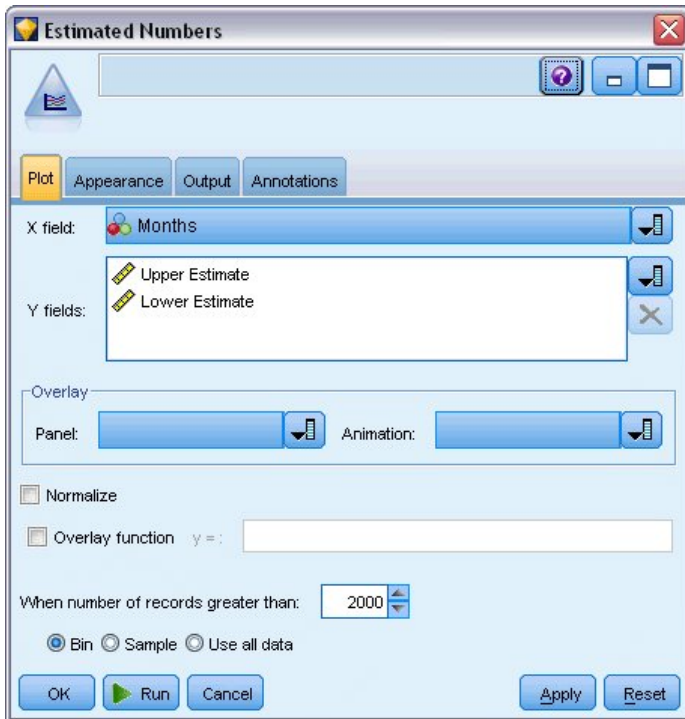 Estimated Numbers
Plot Appearance Output Annotations
X field: Months
Y fields: Upper Estimate
Lower Estimate
Overlay
Panel: Animation:
Normalize
Overlay function y = :
When number of records greater than: 2000
Bin Sample Use all data
OK Run Cancel Apply Reset